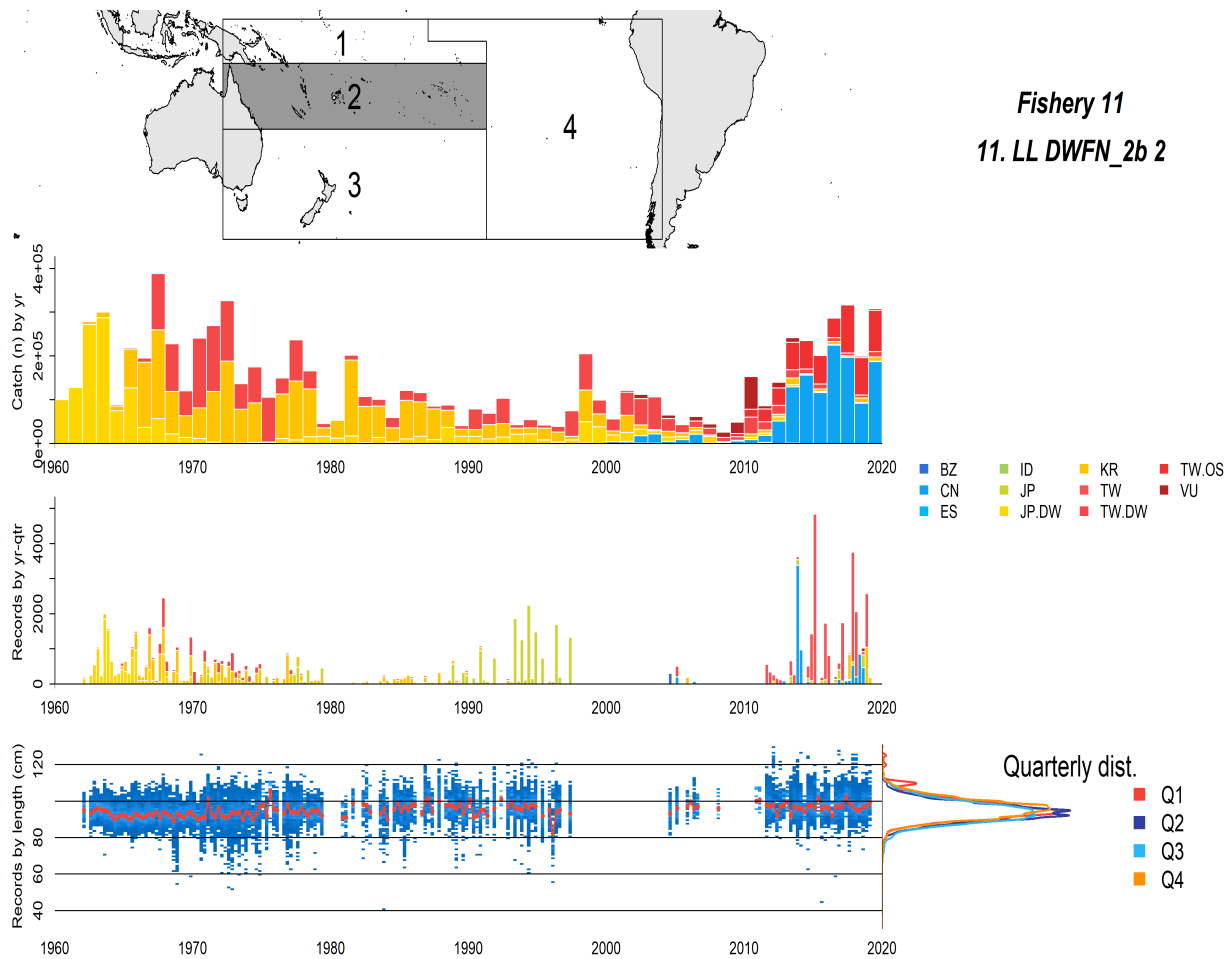 1
2
3
4
Fishery 11
11. LL DWFN_2b 2
Catch (n) by yr
0e+00 2e+05 4e+05
1960 1970 1980 1990 2000 2010 2020
BZ ID KR TW.OS
CN JP TW VU
ES JP.DW TW.DW
Records by yr-qtr
0 2000 4000
1960 1970 1980 1990 2000 2010 2020
Records by length (cm)
40 60 80 100 120
1960 1970 1980 1990 2000 2010 2020
Quarterly dist.
Q1
Q2
Q3
Q4